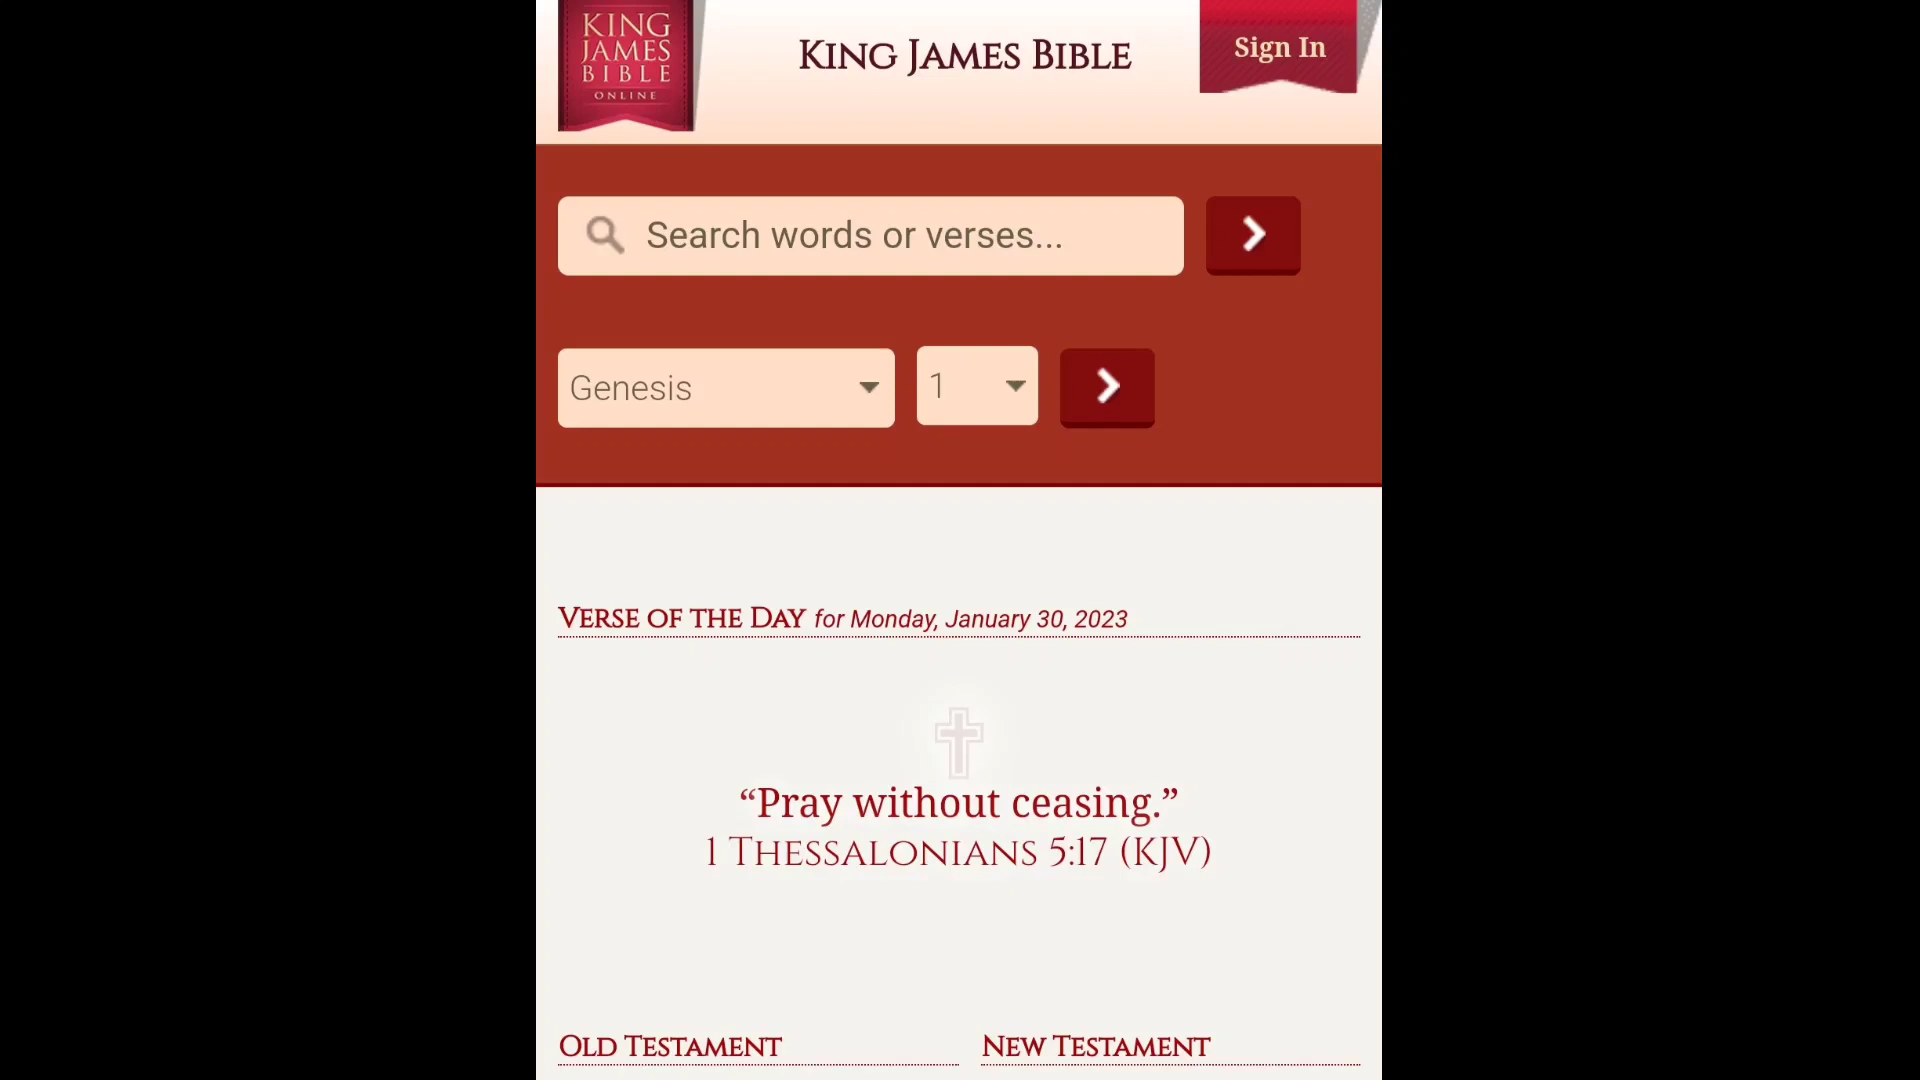 KING
JAMES
BIBLE
ONLINE
King James Bible
Sign In
Search words or verses...
Genesis
1
Verse of the Day for Monday, January 30, 2023
“Pray without ceasing.”
1 Thessalonians 5:17 (KJV)
Old Testament
New Testament